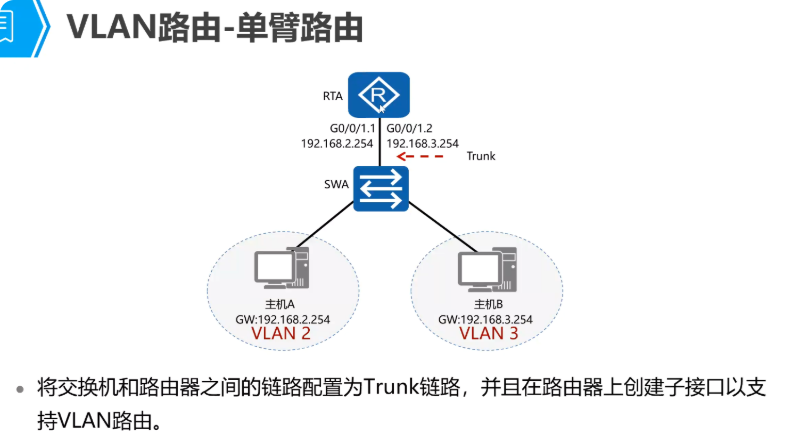 VLAN路由-单臂路由
R
RTA
G0/0/1.1 G0/0/1.2
192.168.2.254 192.168.3.254
Trunk
SWA
主机A
GW:192.168.2.254
VLAN 2
主机B
GW:192.168.3.254
VLAN 3
将交换机和路由器之间的链路配置为Trunk链路，并且在路由器上创建子接口以支
持VLAN路由。